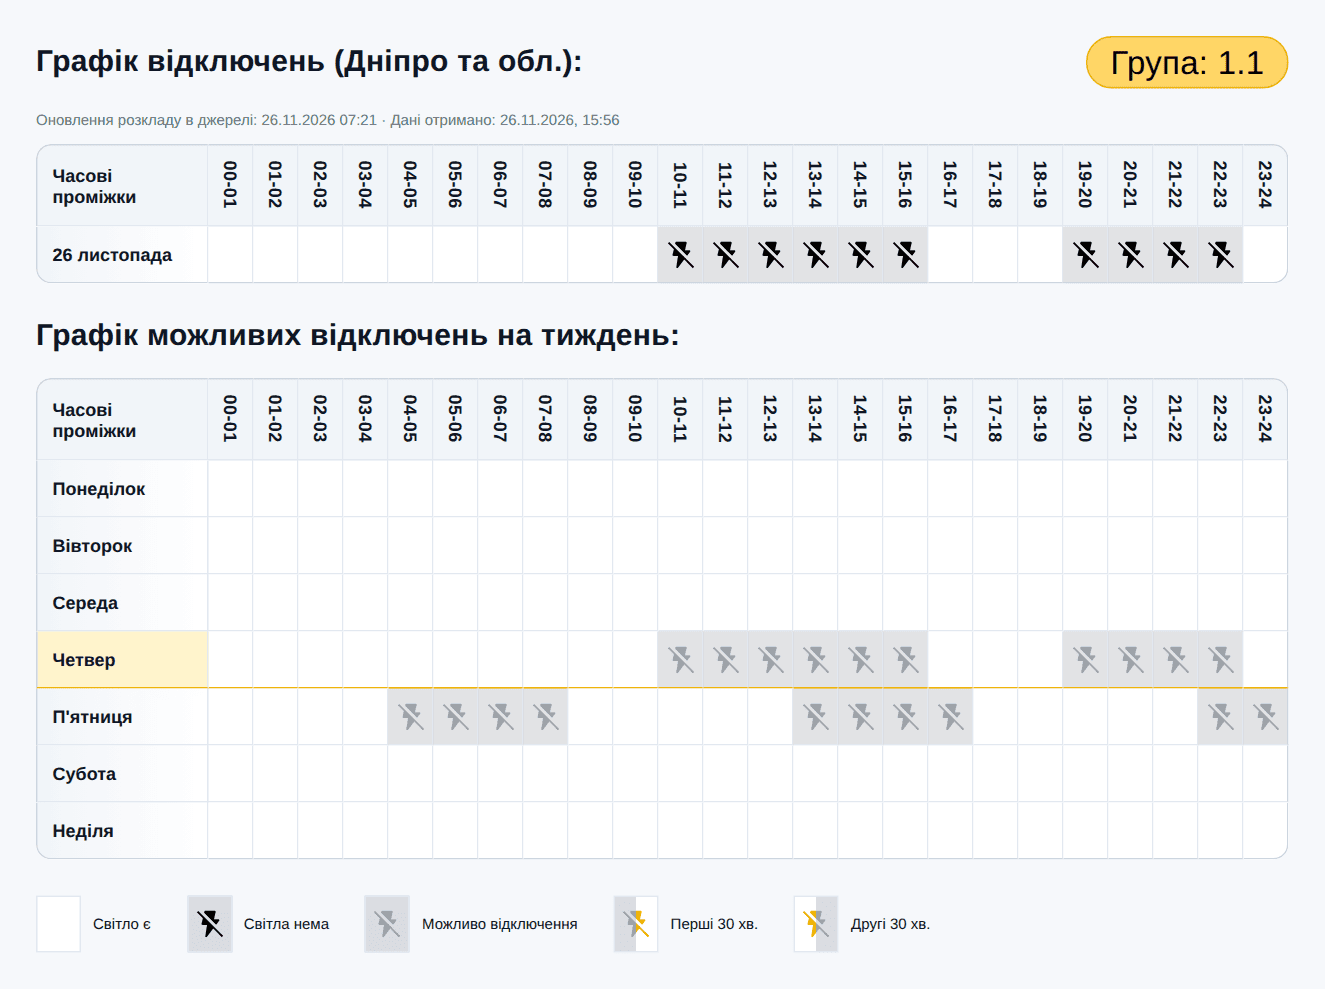 Графік відключень (Дніпро та обл.):
Група: 1.1
Оновлення розкладу в джерелі: 26.11.2026 07:21 · Дані отримано: 26.11.2026, 15:56
Часові проміжки 00-01 01-02 02-03 03-04 04-05 05-06 06-07 07-08 08-09 09-10 10-11 11-12 12-13 13-14 14-15 15-16 16-17 17-18 18-19 19-20 20-21 21-22 22-23 23-24
26 листопада
Графік можливих відключень на тиждень:
Часові проміжки 00-01 01-02 02-03 03-04 04-05 05-06 06-07 07-08 08-09 09-10 10-11 11-12 12-13 13-14 14-15 15-16 16-17 17-18 18-19 19-20 20-21 21-22 22-23 23-24
Понеділок
Вівторок
Середа
Четвер
П'ятниця
Субота
Неділя
Світло є Світла нема Можливо відключення Перші 30 хв. Другі 30 хв.